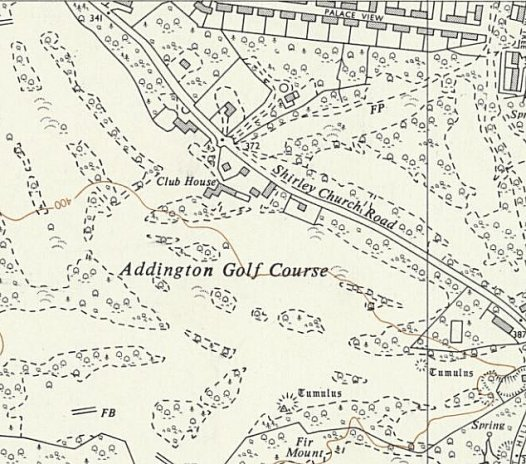 341
PALACE VIEW
FP
Spr
372
Club House
Shirley Church Road
400
Addington Golf Course
387
Tumulus
Tumulus
FB
Fir
Mount
Spring